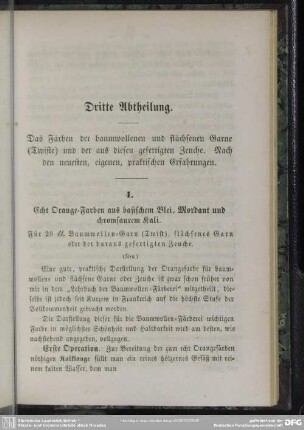 Dritte Abtheilung.
Das Färben der baumwollenen und flächsenen Garne
(Twiste) und der aus diesen gefertigten Zeuche. Nach
den neuesten, eigenen, praktischen Erfahrungen.
1.
Echt Orange-Farben aus basischem Blei-Mordant und
chromsaurem Kali.
Für 20 ℔. Baumwollen-Garn (Twist), flächsenes Garn
oder der daraus gefertigten Zeuche.
Eine gute, praktische Darstellung der Orangefarbe für baum-
wollene und flächsene Garne oder Zeuche ist zwar schon früher von
mir in dem „Lehrbuch der Baumwollen-Färberei" mitgetheilt, die-
selbe ist jedoch seit Kurzem in Frankreich auf die höchste Stufe der
Vollkommenheit gebracht worden.
Die Darstellung dieser für die Baumwollen-Färberei wichtigen
Farbe in möglichster Schönheit und Haltbarkeit wird am besten, wie
nachstehend angegeben, vollzogen.
Erste Operation. Zur Bereitung der zum echt Orangefärben
nöthigen Kalklauge füllt man ein reines hölzernes Gefäß mit rei-
nem kalten Wasser, dem man
DFG